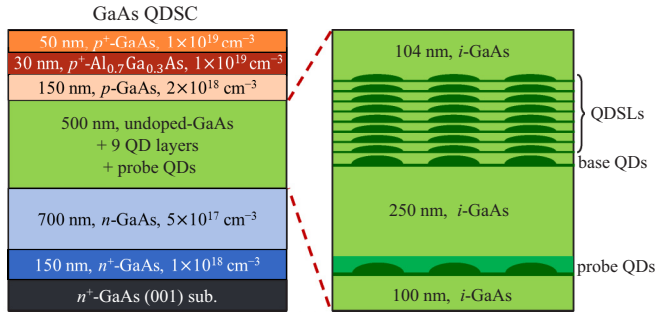 GaAs QDSC
50 nm, p⁺-GaAs, 1×10¹⁹ cm⁻³
30 nm, p⁺-Al₀.₇Ga₀.₃As, 1×10¹⁹ cm⁻³
150 nm, p-GaAs, 2×10¹⁸ cm⁻³
500 nm, undoped-GaAs
+ 9 QD layers
+ probe QDs
700 nm, n-GaAs, 5×10¹⁷ cm⁻³
150 nm, n⁺-GaAs, 1×10¹⁸ cm⁻³
n⁺-GaAs (001) sub.
104 nm, i-GaAs
QDSLs
base QDs
250 nm, i-GaAs
probe QDs
100 nm, i-GaAs